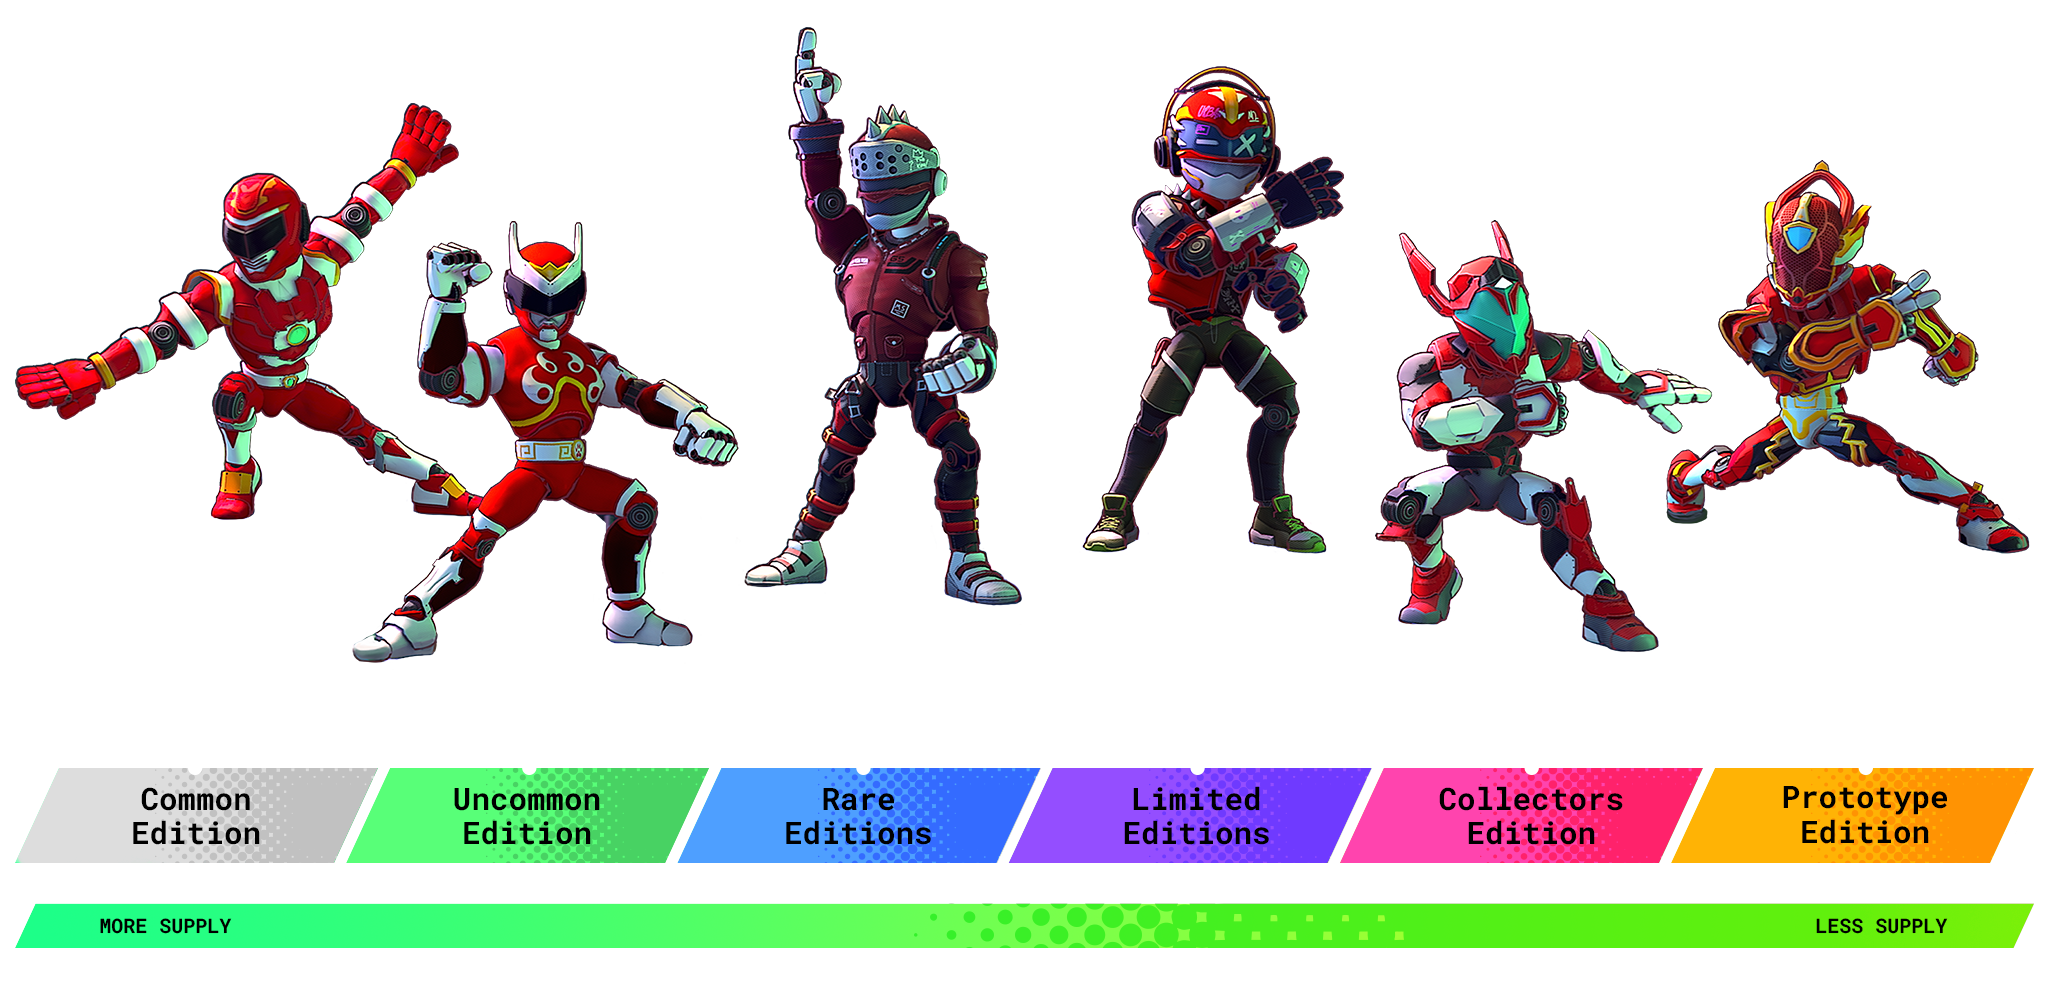 Common
Edition
Uncommon
Edition
Rare
Editions
Limited
Editions
Collectors
Edition
Prototype
Edition
MORE SUPPLY
LESS SUPPLY